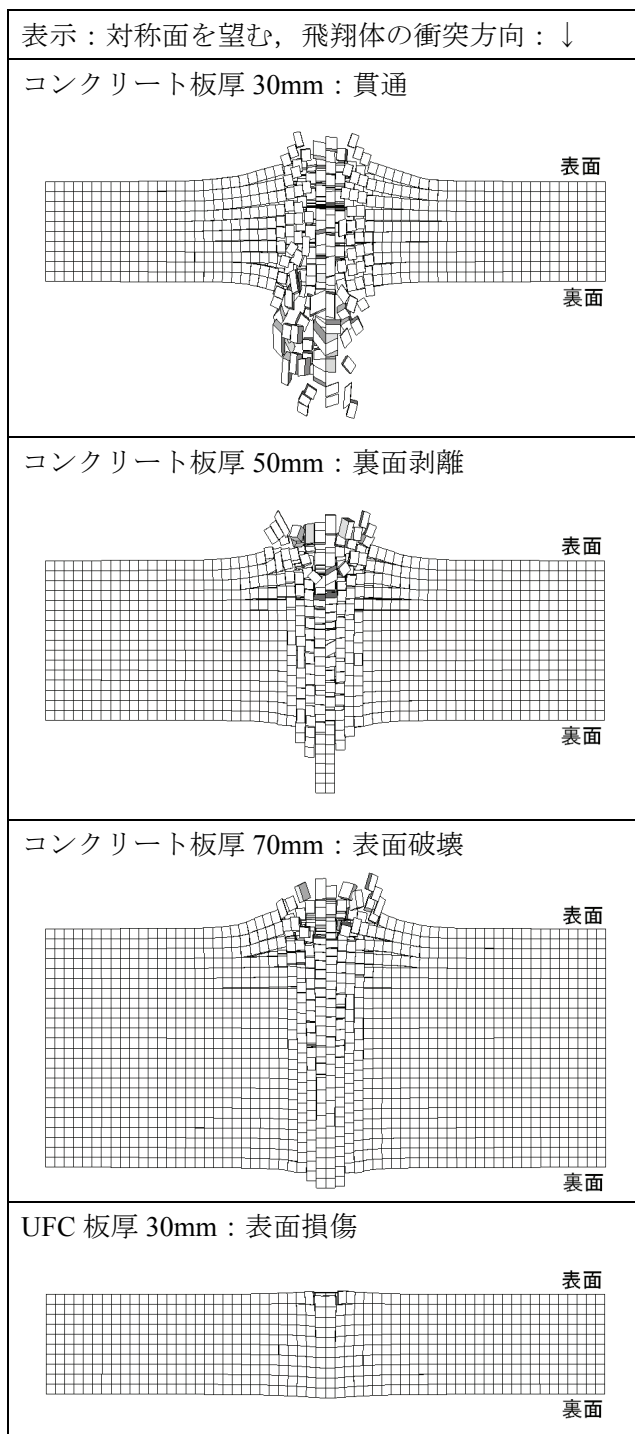 表示：対称面を望む，飛翔体の衝突方向：↓
コンクリート板厚 30mm：貫通
表面
裏面
コンクリート板厚 50mm：裏面剥離
表面
裏面
コンクリート板厚 70mm：表面破壊
表面
裏面
UFC 板厚 30mm：表面損傷
表面
裏面